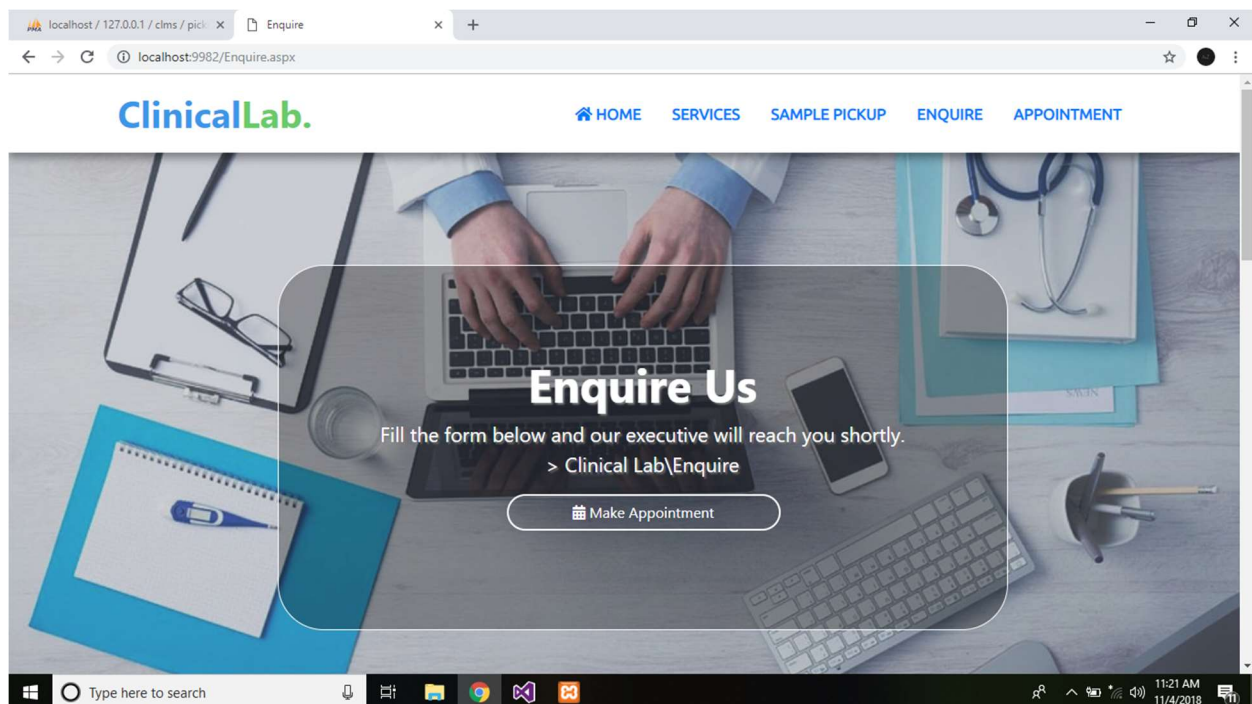 localhost / 127.0.0.1 / clms / pick
Enquire
localhost:9982/Enquire.aspx
ClinicalLab.
HOME SERVICES SAMPLE PICKUP ENQUIRE APPOINTMENT
NEWS
Enquire Us
Fill the form below and our executive will reach you shortly.
> Clinical Lab\Enquire
Make Appointment
Type here to search
11:21 AM
11/4/2018
11